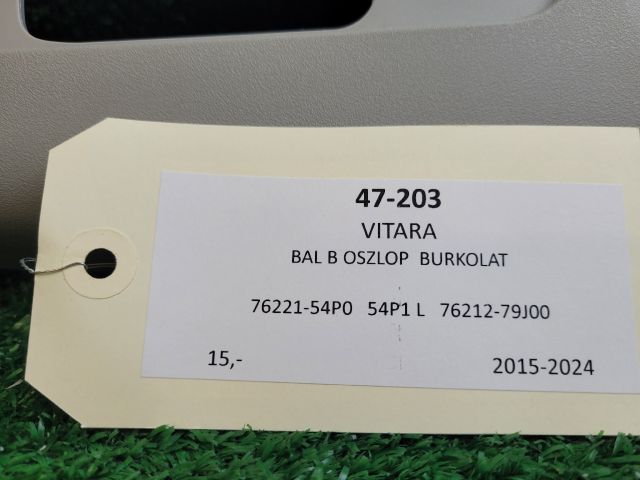 47-203
VITARA
BAL B OSZLOP BURKOLAT
76221-54P0 54P1 L 76212-79J00
15,- 2015-2024